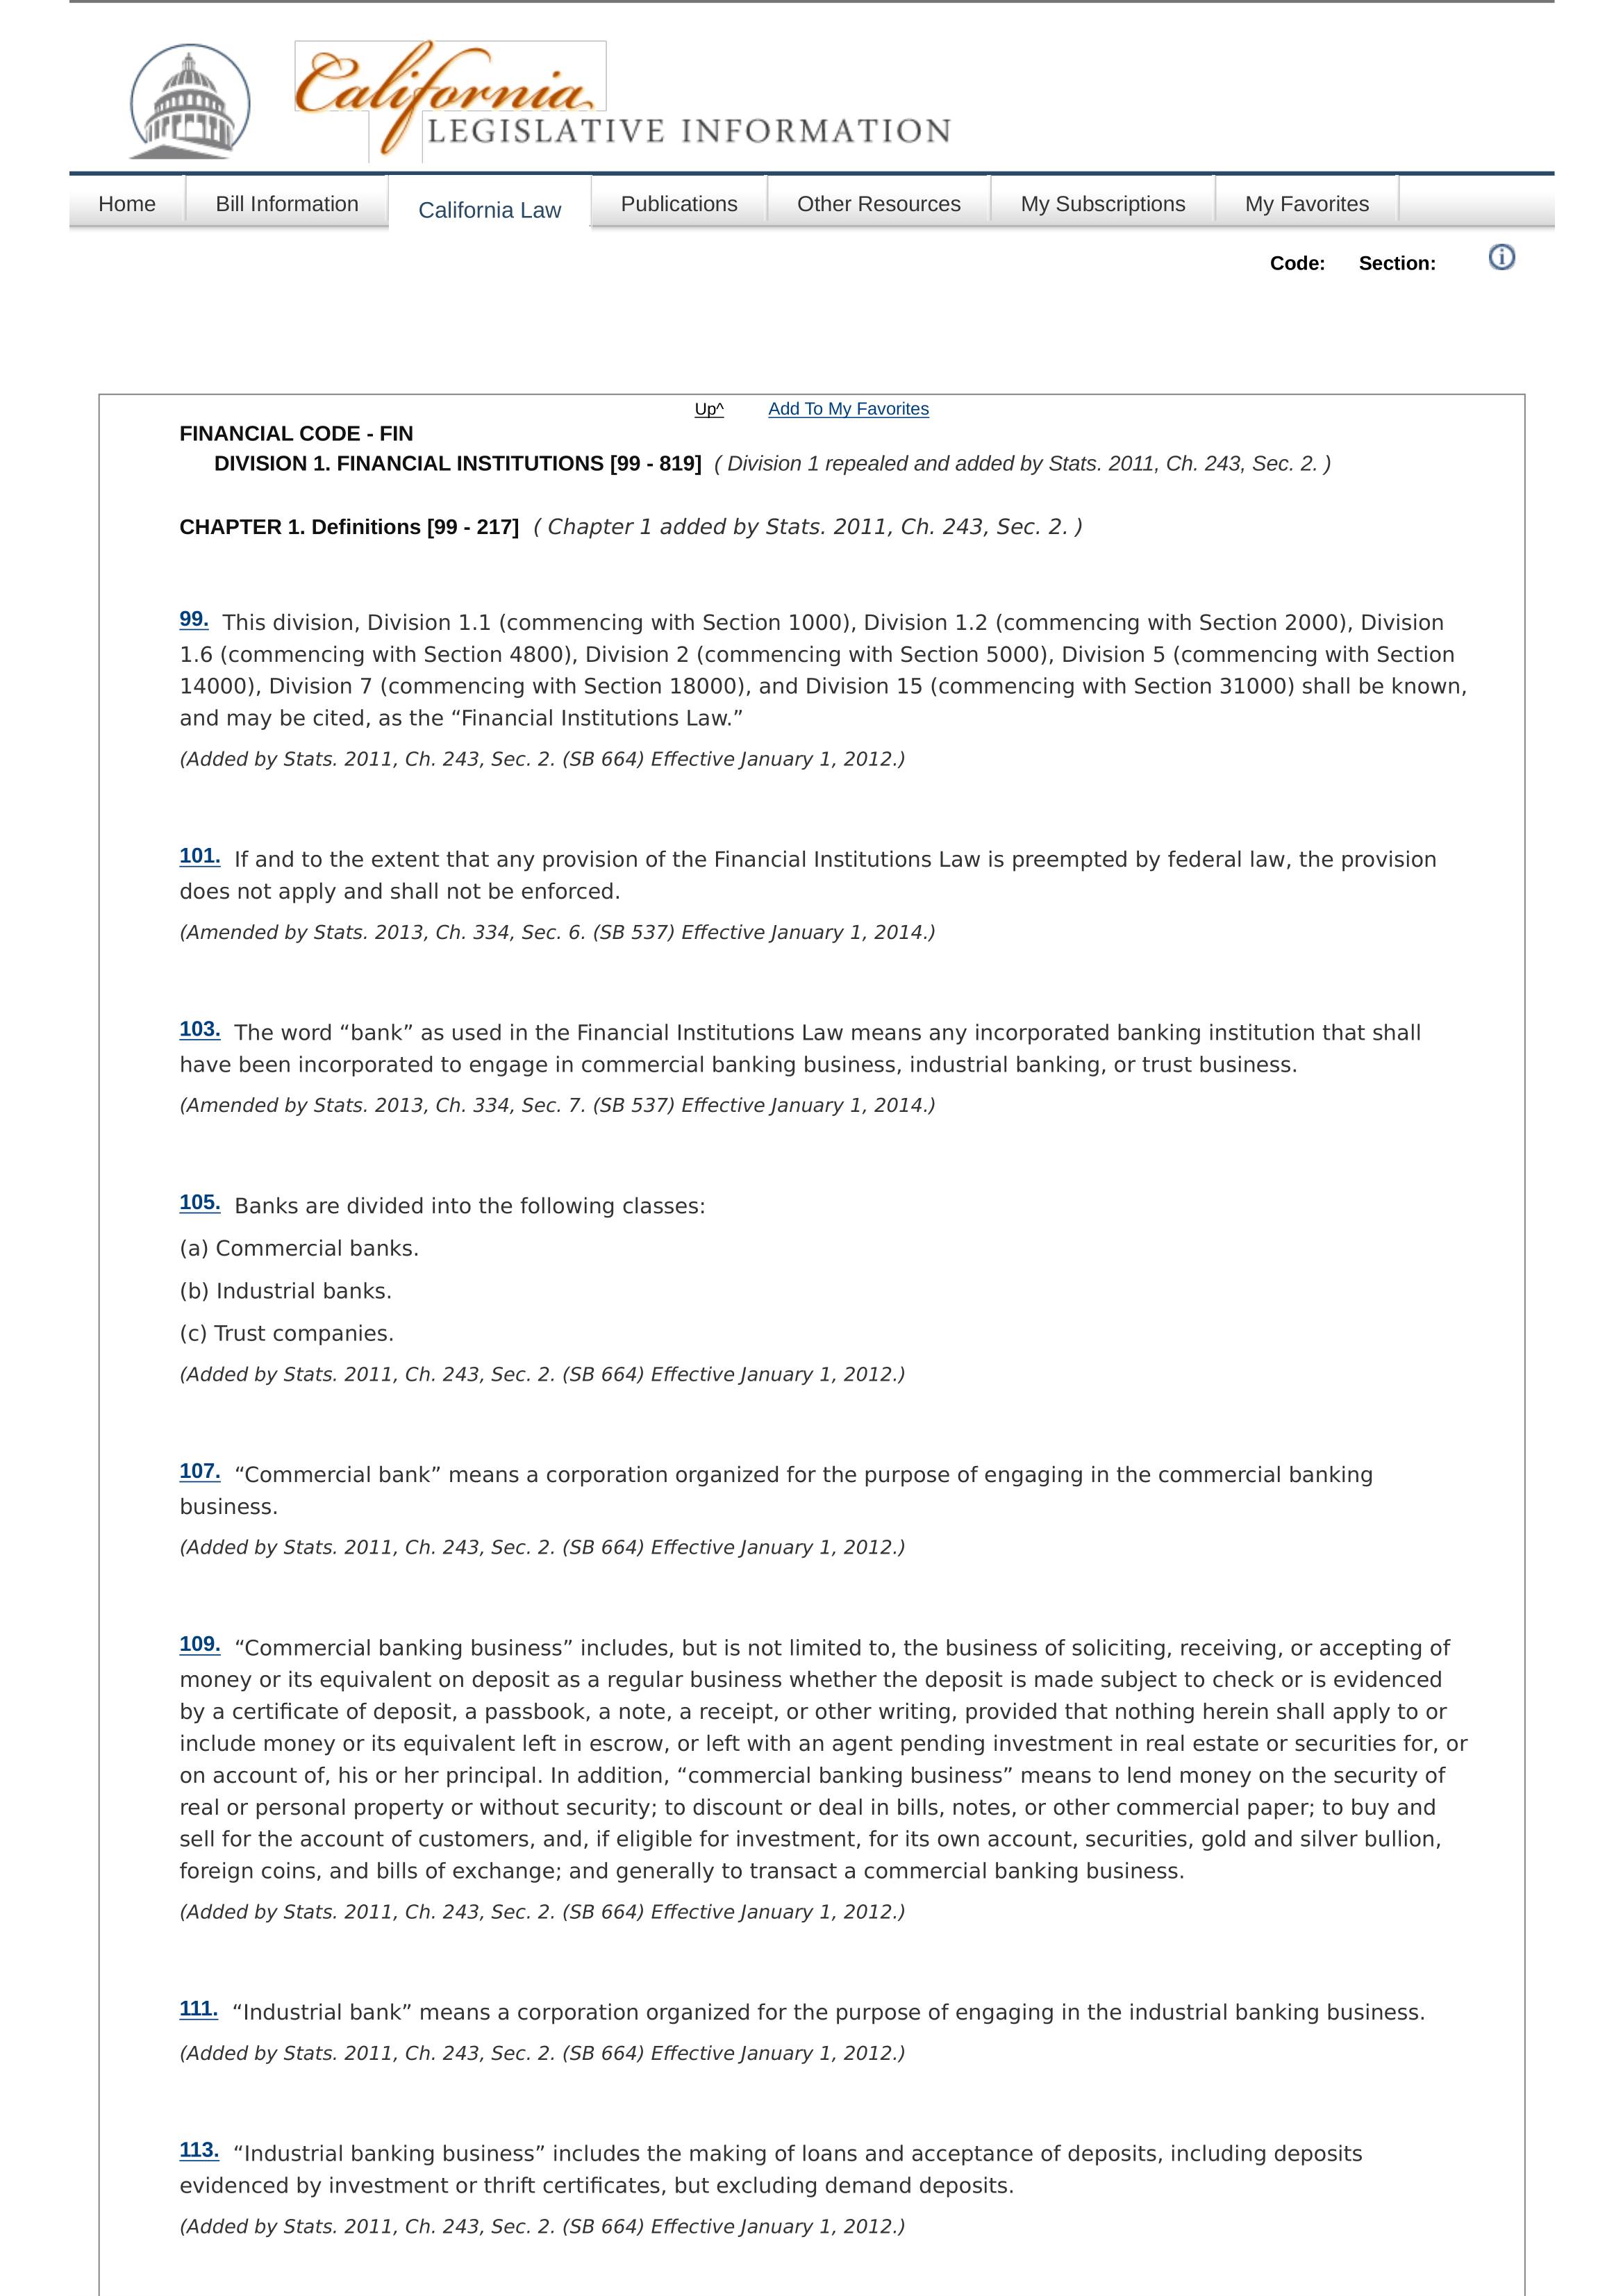 California
LEGISLATIVE INFORMATION
Home Bill Information California Law Publications Other Resources My Subscriptions My Favorites
Code: Section:
Up^ Add To My Favorites
FINANCIAL CODE - FIN
DIVISION 1. FINANCIAL INSTITUTIONS [99 - 819] ( Division 1 repealed and added by Stats. 2011, Ch. 243, Sec. 2. )
CHAPTER 1. Definitions [99 - 217] ( Chapter 1 added by Stats. 2011, Ch. 243, Sec. 2. )
99. This division, Division 1.1 (commencing with Section 1000), Division 1.2 (commencing with Section 2000), Division
1.6 (commencing with Section 4800), Division 2 (commencing with Section 5000), Division 5 (commencing with Section
14000), Division 7 (commencing with Section 18000), and Division 15 (commencing with Section 31000) shall be known,
and may be cited, as the “Financial Institutions Law.”
(Added by Stats. 2011, Ch. 243, Sec. 2. (SB 664) Effective January 1, 2012.)
101. If and to the extent that any provision of the Financial Institutions Law is preempted by federal law, the provision
does not apply and shall not be enforced.
(Amended by Stats. 2013, Ch. 334, Sec. 6. (SB 537) Effective January 1, 2014.)
103. The word “bank” as used in the Financial Institutions Law means any incorporated banking institution that shall
have been incorporated to engage in commercial banking business, industrial banking, or trust business.
(Amended by Stats. 2013, Ch. 334, Sec. 7. (SB 537) Effective January 1, 2014.)
105. Banks are divided into the following classes:
(a) Commercial banks.
(b) Industrial banks.
(c) Trust companies.
(Added by Stats. 2011, Ch. 243, Sec. 2. (SB 664) Effective January 1, 2012.)
107. “Commercial bank” means a corporation organized for the purpose of engaging in the commercial banking
business.
(Added by Stats. 2011, Ch. 243, Sec. 2. (SB 664) Effective January 1, 2012.)
109. “Commercial banking business” includes, but is not limited to, the business of soliciting, receiving, or accepting of
money or its equivalent on deposit as a regular business whether the deposit is made subject to check or is evidenced
by a certificate of deposit, a passbook, a note, a receipt, or other writing, provided that nothing herein shall apply to or
include money or its equivalent left in escrow, or left with an agent pending investment in real estate or securities for, or
on account of, his or her principal. In addition, “commercial banking business” means to lend money on the security of
real or personal property or without security; to discount or deal in bills, notes, or other commercial paper; to buy and
sell for the account of customers, and, if eligible for investment, for its own account, securities, gold and silver bullion,
foreign coins, and bills of exchange; and generally to transact a commercial banking business.
(Added by Stats. 2011, Ch. 243, Sec. 2. (SB 664) Effective January 1, 2012.)
111. “Industrial bank” means a corporation organized for the purpose of engaging in the industrial banking business.
(Added by Stats. 2011, Ch. 243, Sec. 2. (SB 664) Effective January 1, 2012.)
113. “Industrial banking business” includes the making of loans and acceptance of deposits, including deposits
evidenced by investment or thrift certificates, but excluding demand deposits.
(Added by Stats. 2011, Ch. 243, Sec. 2. (SB 664) Effective January 1, 2012.)